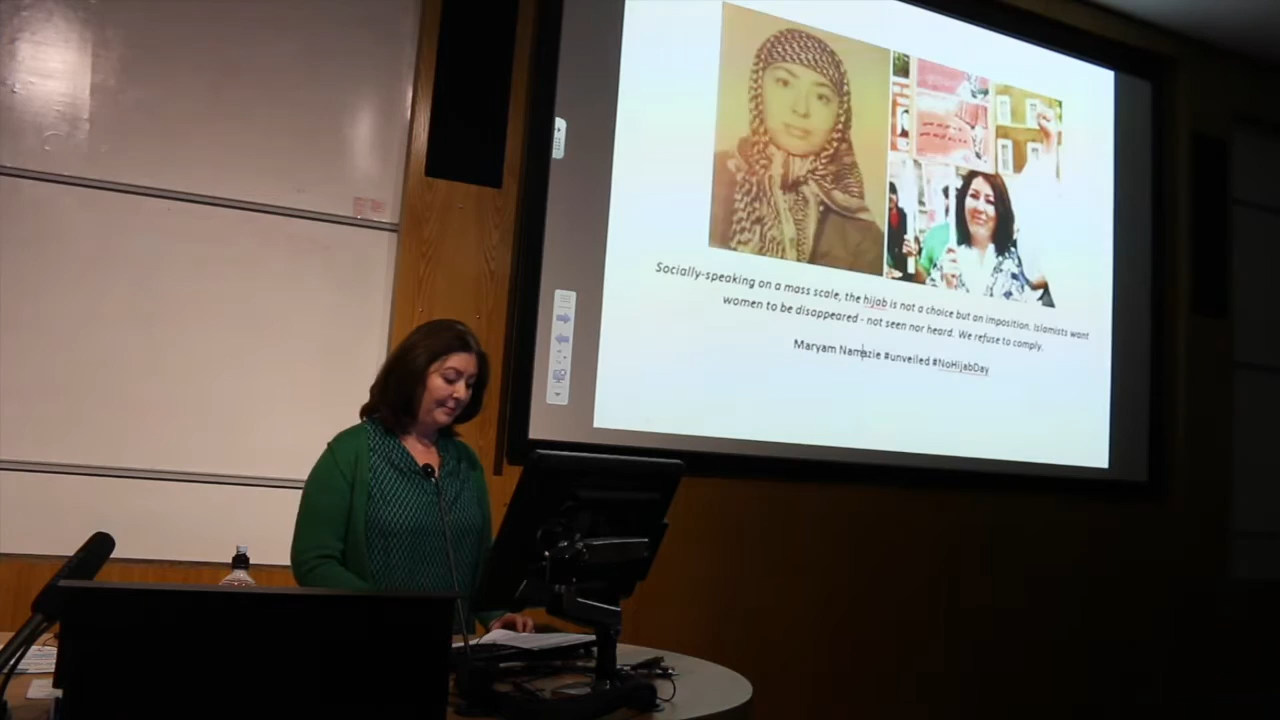 Socially-speaking on a mass scale, the hijab is not a choice but an imposition. Islamists want
women to be disappeared - not seen nor heard. We refuse to comply.
Maryam Namazie #unveiled #NoHijabDay